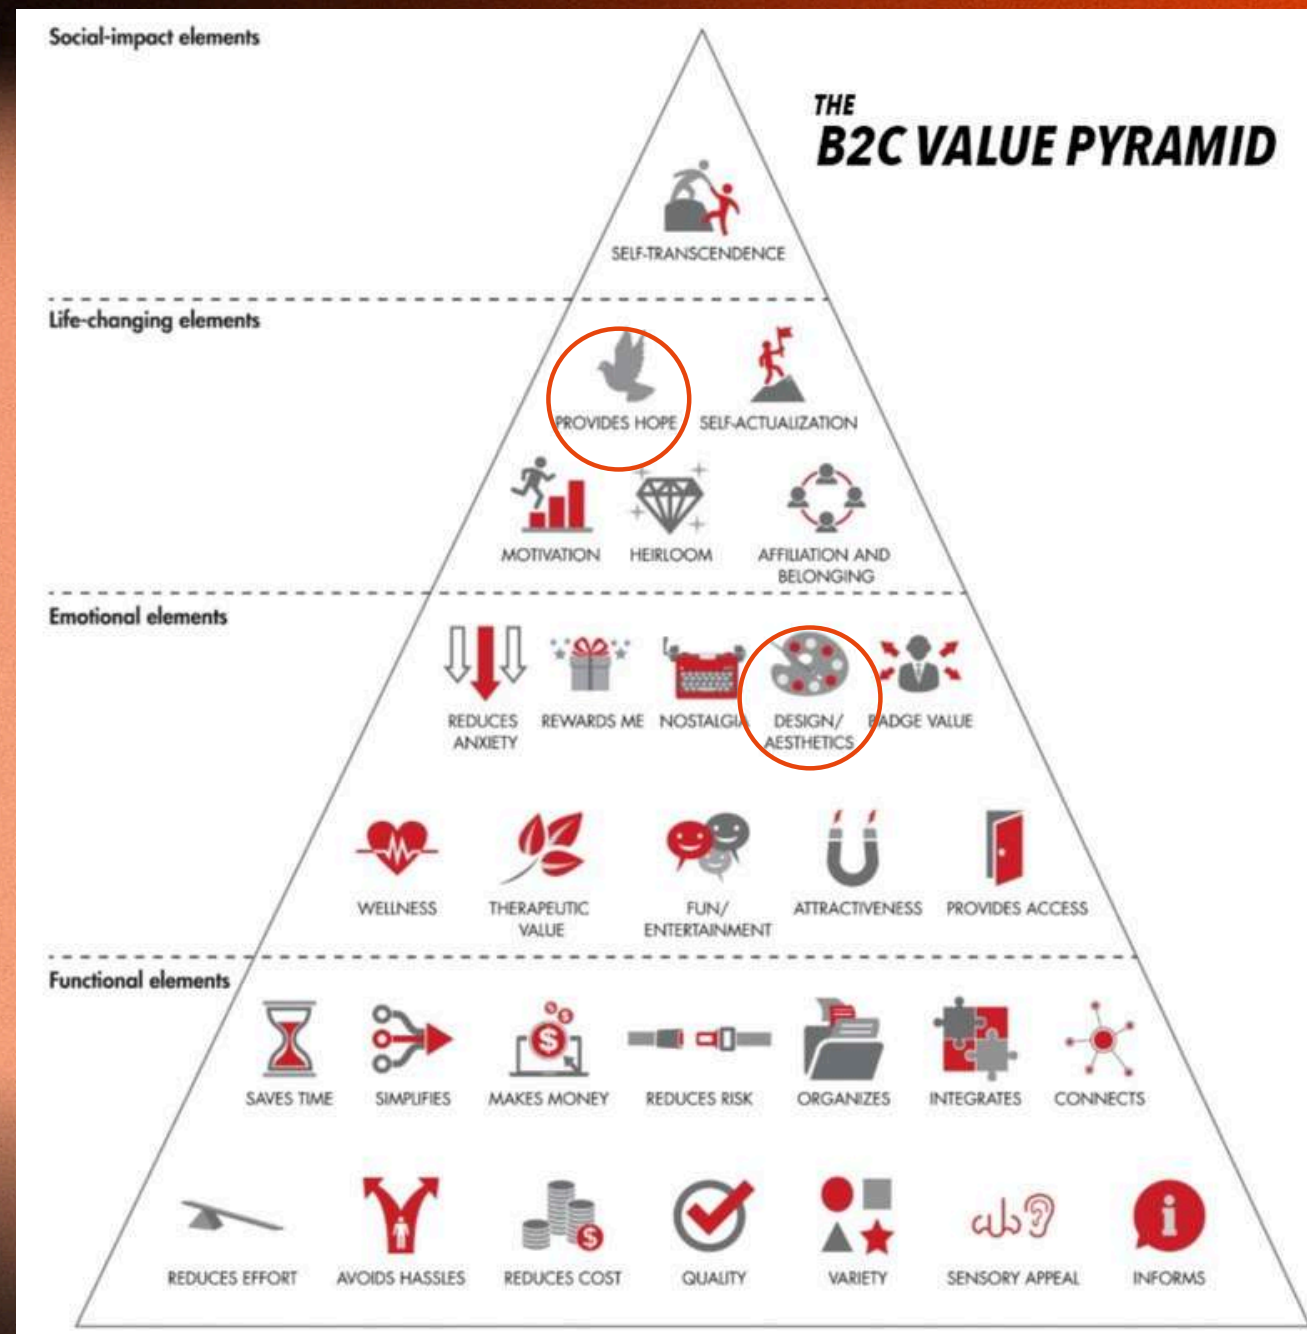 Social-impact elements
THE
B2C VALUE PYRAMID
SELF-TRANSCENDENCE
Life-changing elements
PROVIDES HOPE
SELF-ACTUALIZATION
MOTIVATION
HEIRLOOM
AFFILIATION AND
BELONGING
Emotional elements
REDUCES
ANXIETY
REWARDS ME
NOSTALGIA
DESIGN/
AESTHETICS
BADGE VALUE
WELLNESS
THERAPEUTIC
VALUE
FUN/
ENTERTAINMENT
ATTRACTIVENESS
PROVIDES ACCESS
Functional elements
SAVES TIME
SIMPLIFIES
MAKES MONEY
REDUCES RISK
ORGANIZES
INTEGRATES
CONNECTS
REDUCES EFFORT
AVOIDS HASSLES
REDUCES COST
QUALITY
VARIETY
SENSORY APPEAL
INFORMS